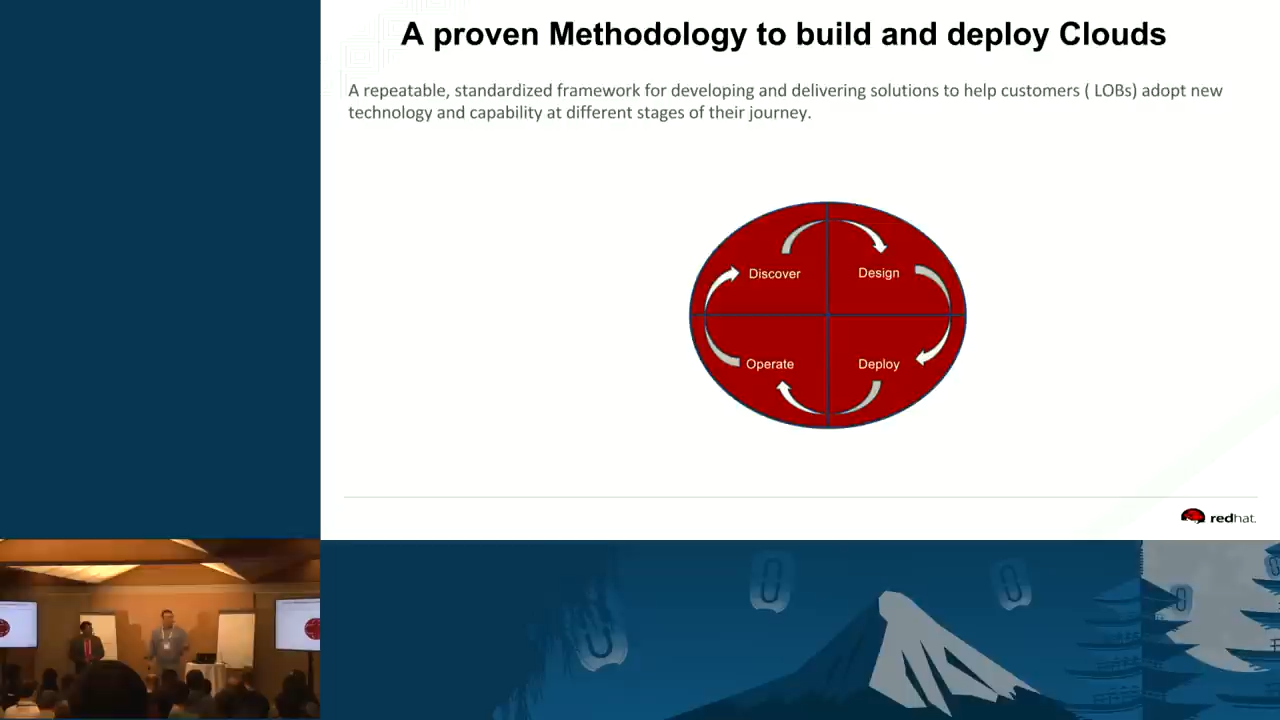 A proven Methodology to build and deploy Clouds
A repeatable, standardized framework for developing and delivering solutions to help customers ( LOBs) adopt new
technology and capability at different stages of their journey.
Discover
Design
Operate
Deploy
redhat.